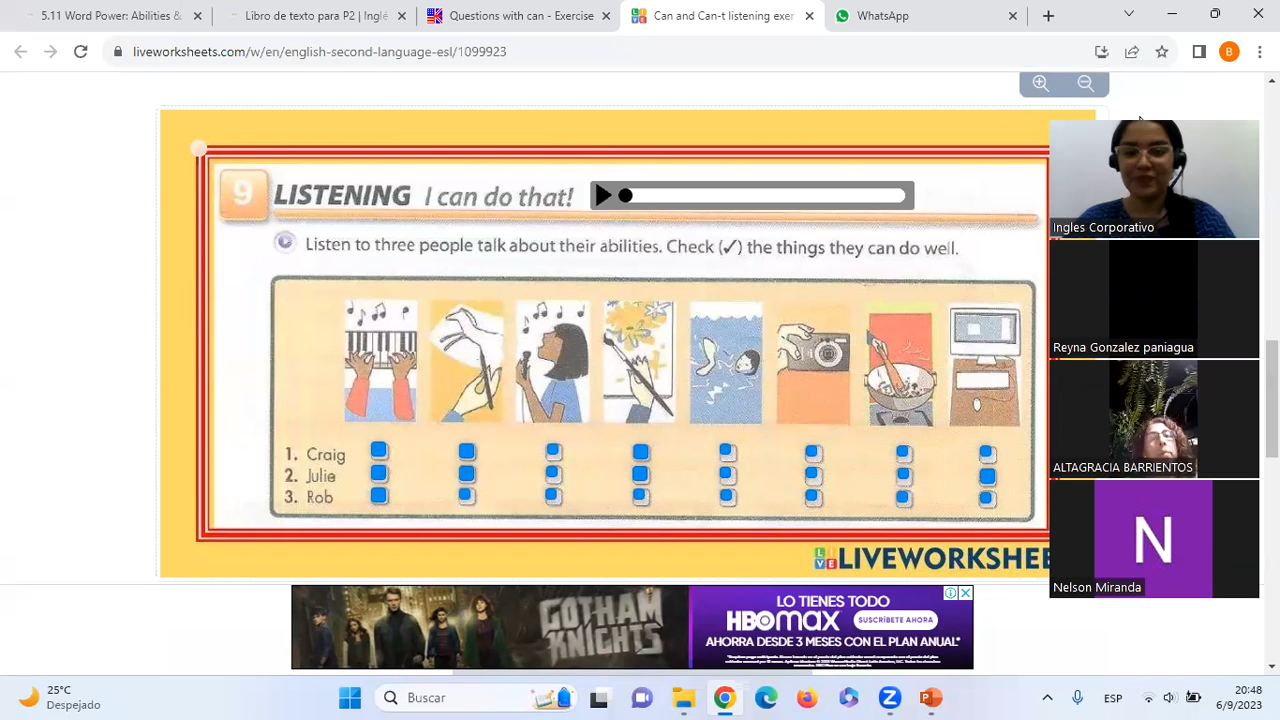 5.11 Word Power: Abilities &
Libro de texto para P2 | Inglé
Questions with can - Exercise
Can and Can-t listening exer
WhatsApp
liveworksheets.com/w/en/english-second-language-esl/1099923
B
9 LISTENING I can do that!
Listen to three people talk about their abilities. Check (✓) the things they can do well.
1. Craig
2. Julie
3. Rob
LIVEWORKSHEE
Ingles Corporativo
Reyna Gonzalez paniagua
ALTAGRACIA BARRIENTOS
N
Nelson Miranda
GOTHAM
KNIGHTS
LO TIENES TODO
HBOmax
SUSCRÍBETE AHORA
AHORRA DESDE 3 MESES CON EL PLAN ANUAL*
25°C
Despejado
Buscar
ESP
20:48
6/9/2023